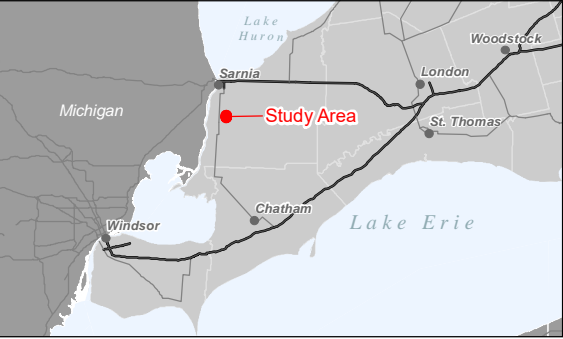 Lake
Huron
Woodstock
Sarnia
London
Michigan
Study Area
St. Thomas
Chatham
Windsor
Lake Erie